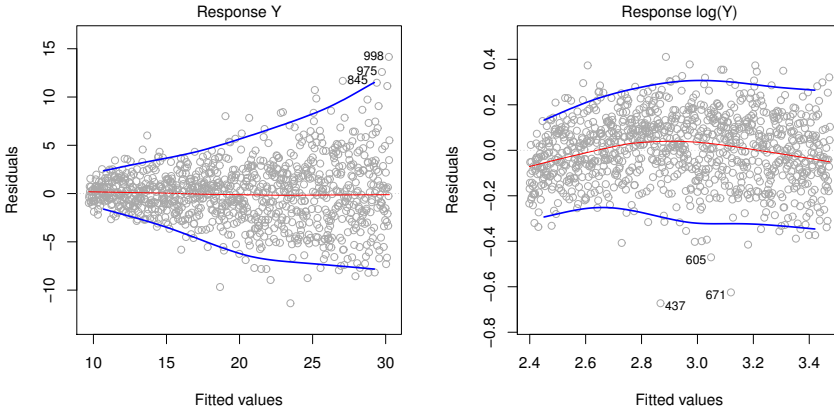 Response Y
998
975
845
15
10
5
0
−5
−10
Residuals
10 15 20 25 30
Fitted values
Response log(Y)
605
671
437
0.4
0.2
0.0
−0.2
−0.4
−0.6
−0.8
Residuals
2.4 2.6 2.8 3.0 3.2 3.4
Fitted values